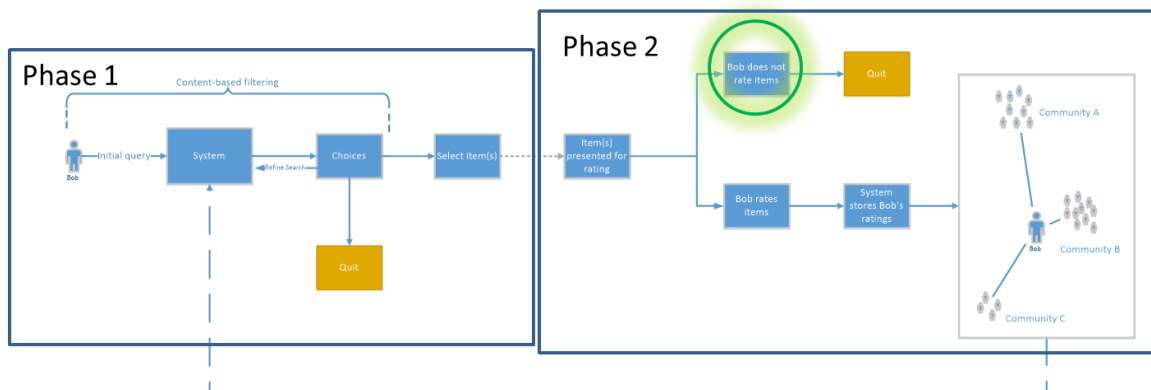 Phase 1
Content-based filtering
Bob
Initial query
System
Refine Search
Choices
Select item(s)
Quit
Phase 2
Item(s)
presented for
rating
Bob does not
rate items
Quit
Bob rates
items
System
stores Bob's
ratings
Community A
Bob
Community B
Community C